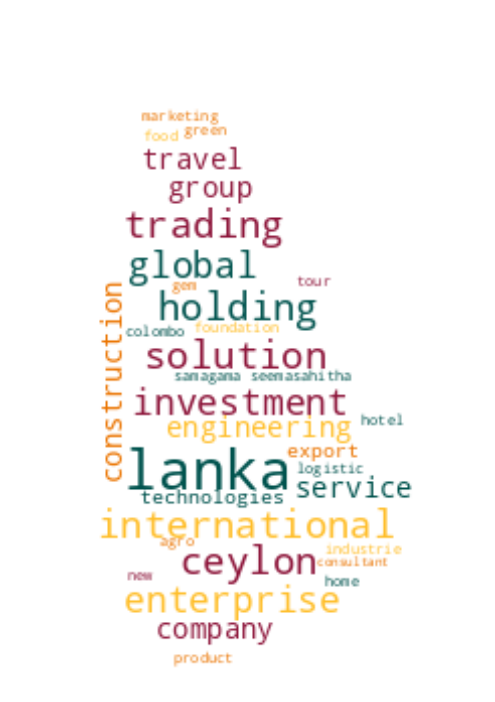 marketing
food green
travel
group
trading
global
gem tour
holding
construction
colombo foundation
solution
samagama seemasahitha
investment
engineering hotel
export
lanka logistic
technologies service
international
agro industrie
ceylon consultant
new home
enterprise
company
product